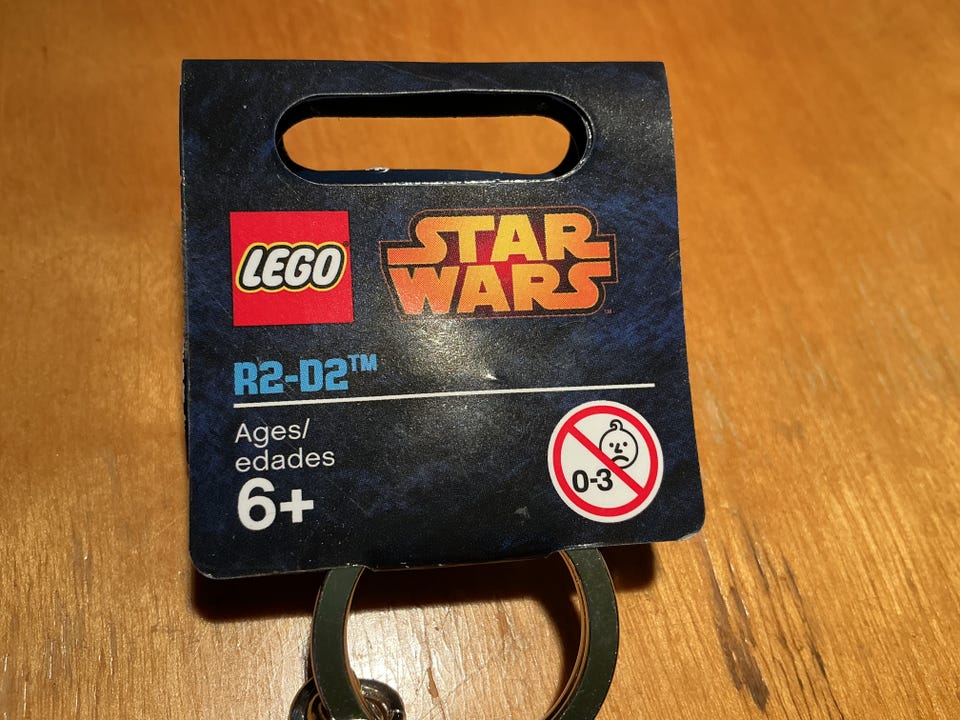 LEGO
STAR
WARS
R2-D2™
Ages/
edades
6+
0-3